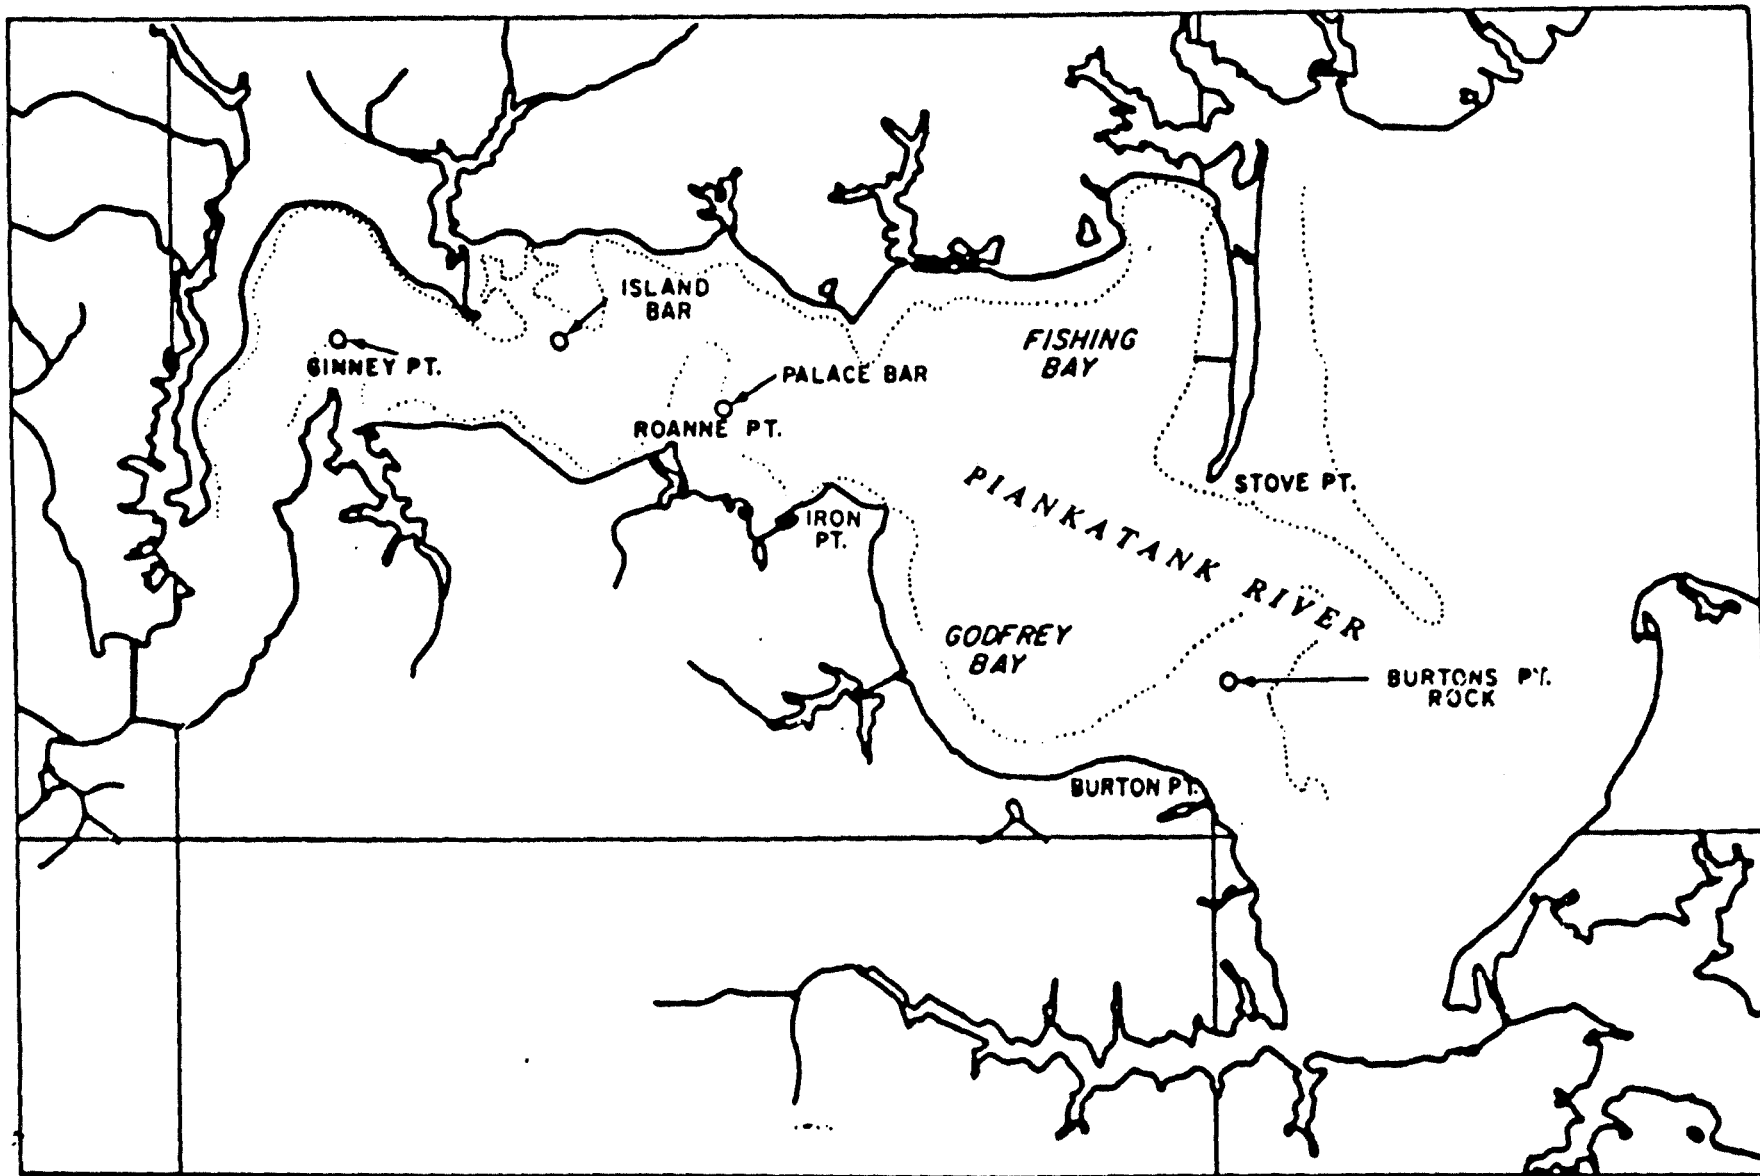 ISLAND
BAR
GINNEY PT.
FISHING
BAY
PALACE BAR
ROANNE PT.
STOVE PT.
IRON
PT.
PIANKATANK RIVER
GODFREY
BAY
BURTONS PT.
ROCK
BURTON PT.